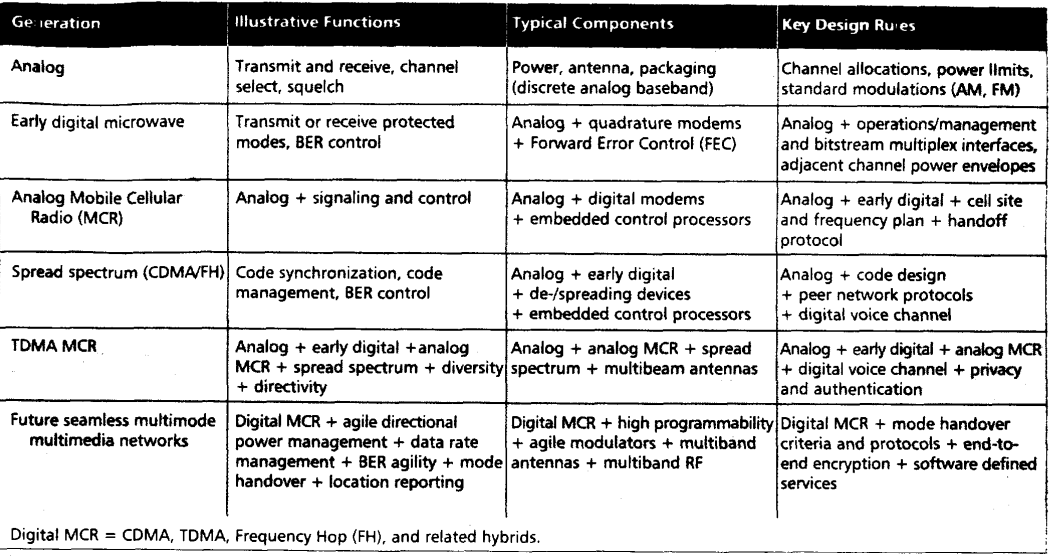 Generation Illustrative Functions Typical Components Key Design Rules
Analog
Transmit and receive, channel
select, squelch
Power, antenna, packaging
(discrete analog baseband)
Channel allocations, power limits,
standard modulations (AM, FM)
Early digital microwave
Transmit or receive protected
modes, BER control
Analog + quadrature modems
+ Forward Error Control (FEC)
Analog + operations/management
and bitstream multiplex interfaces,
adjacent channel power envelopes
Analog Mobile Cellular
Radio (MCR)
Analog + signaling and control
Analog + digital modems
+ embedded control processors
Analog + early digital + cell site
and frequency plan + handoff
protocol
Spread spectrum (CDMA/FH)
Code synchronization, code
management, BER control
Analog + early digital
+ de-/spreading devices
+ embedded control processors
Analog + code design
+ peer network protocols
+ digital voice channel
TDMA MCR
Analog + early digital +analog
MCR + spread spectrum + diversity
+ directivity
Analog + analog MCR + spread
spectrum + multibeam antennas
Analog + early digital + analog MCR
+ digital voice channel + privacy
and authentication
Future seamless multimode
multimedia networks
Digital MCR + agile directional
power management + data rate
management + BER agility + mode
handover + location reporting
Digital MCR + high programmability
+ agile modulators + multiband
antennas + multiband RF
Digital MCR + mode handover
criteria and protocols + end-to-
end encryption + software defined
services
Digital MCR = CDMA, TDMA, Frequency Hop (FH), and related hybrids.